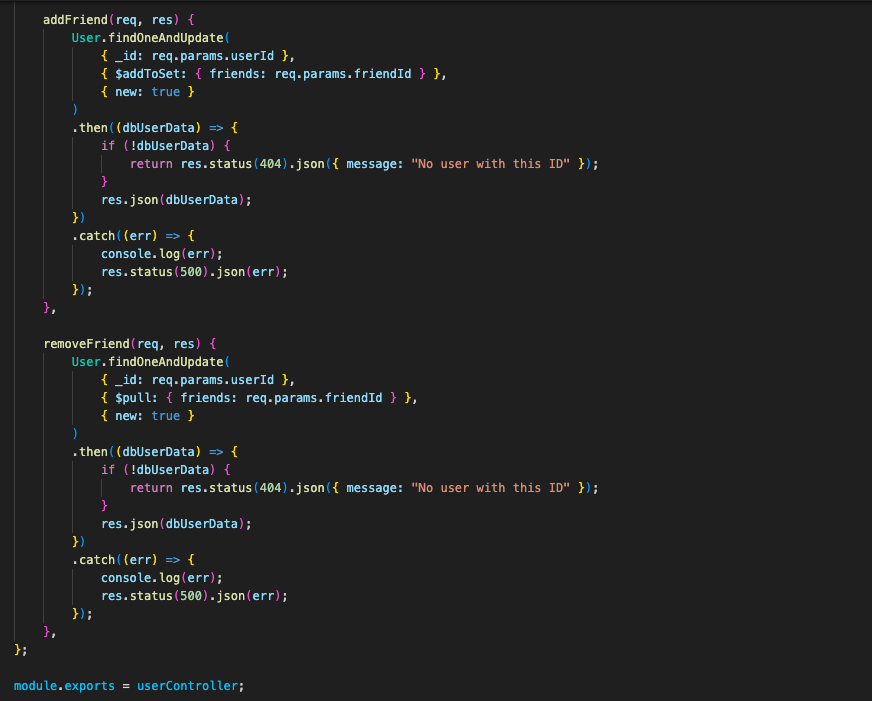 addFriend(req, res) {
User.findOneAndUpdate(
{ _id: req.params.userId },
{ $addToSet: { friends: req.params.friendId } },
{ new: true }
)
.then((dbUserData) => {
if (!dbUserData) {
return res.status(404).json({ message: "No user with this ID" });
}
res.json(dbUserData);
})
.catch((err) => {
console.log(err);
res.status(500).json(err);
});
},
removeFriend(req, res) {
User.findOneAndUpdate(
{ _id: req.params.userId },
{ $pull: { friends: req.params.friendId } },
{ new: true }
)
.then((dbUserData) => {
if (!dbUserData) {
return res.status(404).json({ message: "No user with this ID" });
}
res.json(dbUserData);
})
.catch((err) => {
console.log(err);
res.status(500).json(err);
});
},
};
module.exports = userController;